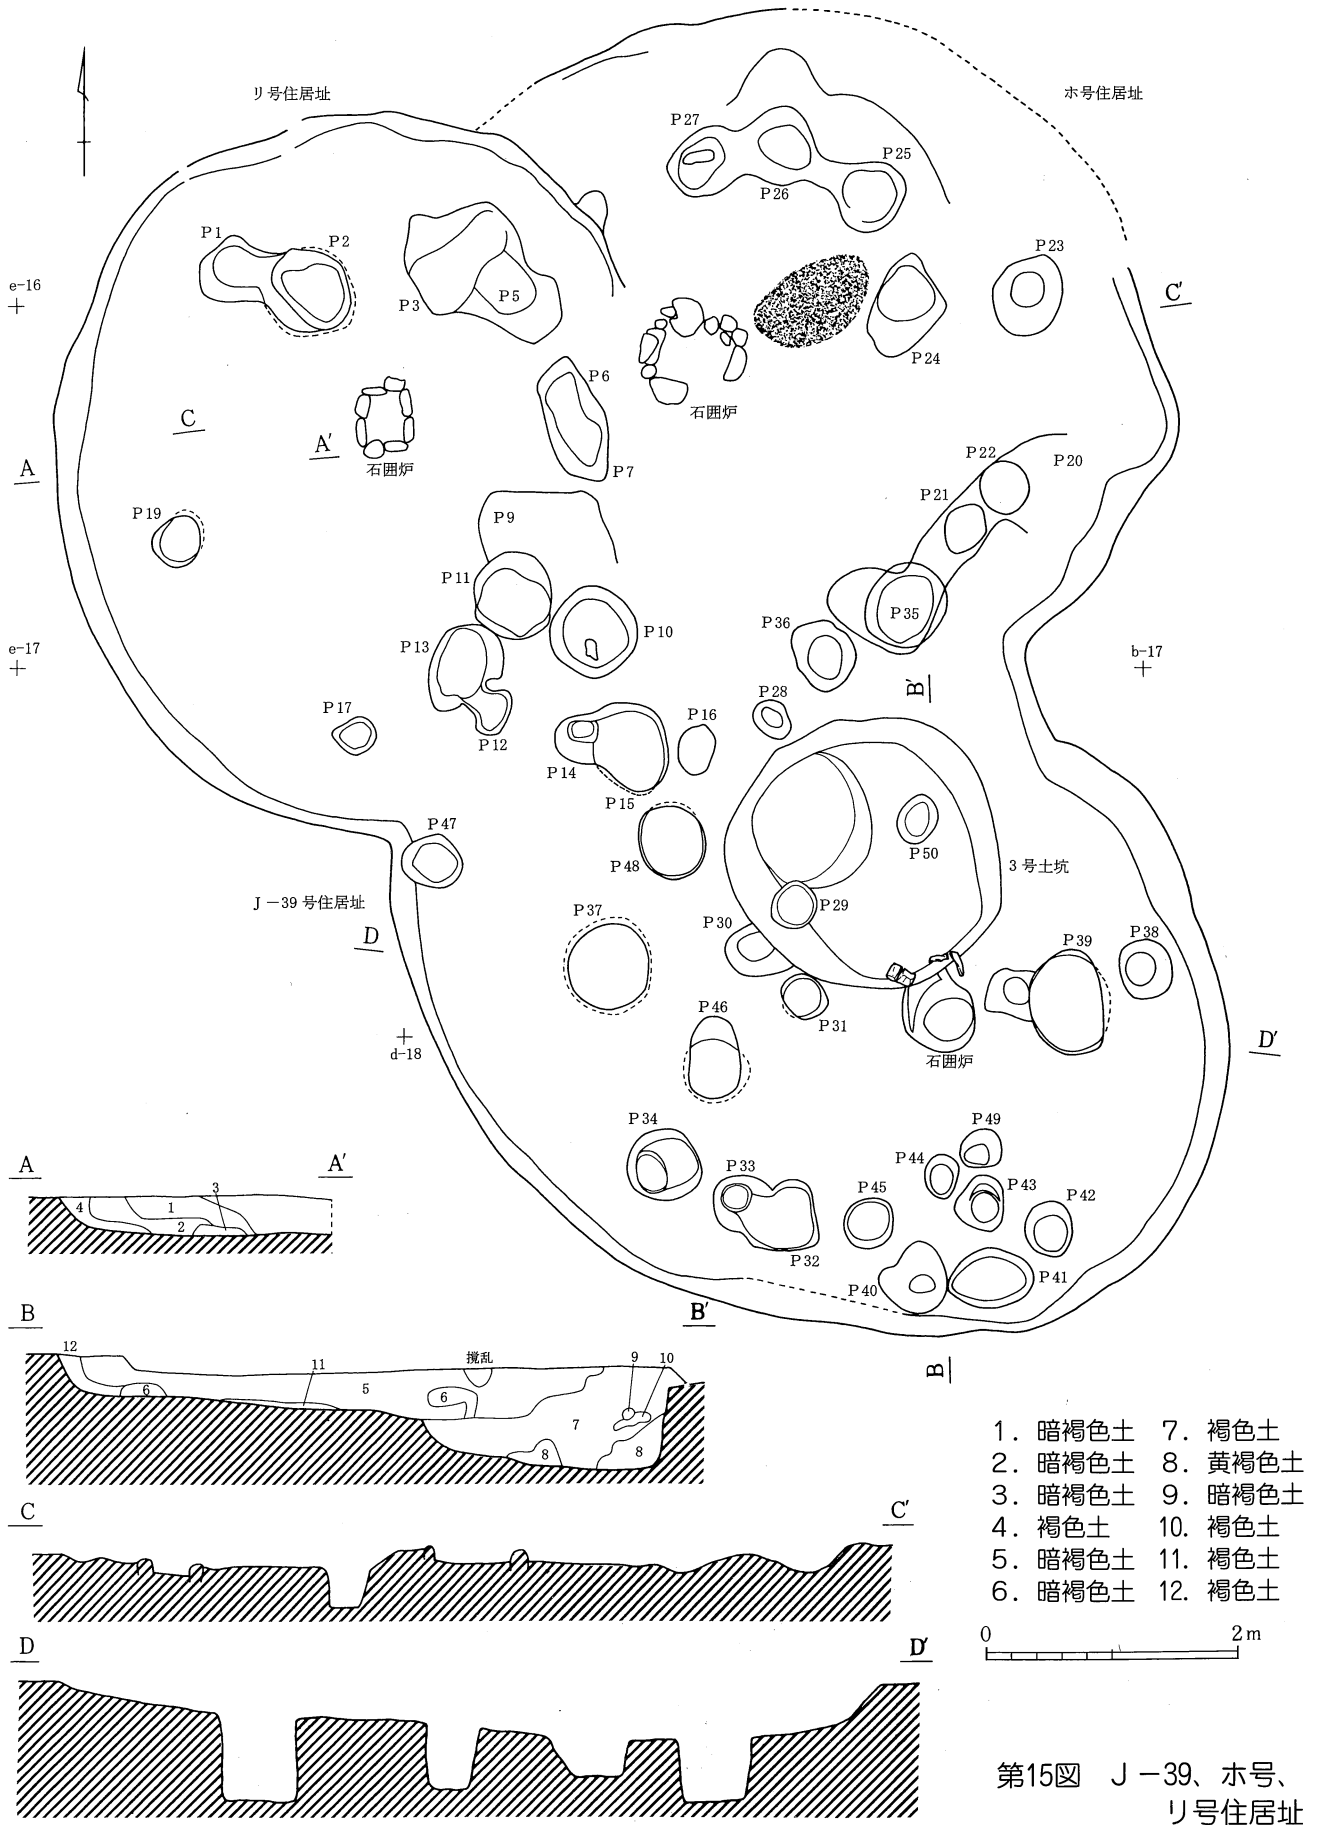 リ号住居址
ホ号住居址
P27
P25
P26
P1
P2
P23
e-16
C′
P3
P5
P24
P6
石囲炉
C
A′
A
石囲炉
P7
P22
P20
P21
P19
P9
P11
P35
P36
P10
P13
e-17
b-17
B′
P28
P17
P16
P12
P14
P15
P47
P50
P48
3号土坑
J－39号住居址
P29
P37
P30
P38
D
P39
P46
P31
d-18
D′
石囲炉
P34
P49
P44
P33
P43
P45
P42
P32
P41
P40
A
A′
3
4
1
2
B
B′
12
11
撹乱
9
10
B
6
5
6
7
8
8
C
C′
D
D′
1. 暗褐色土 7. 褐色土
2. 暗褐色土 8. 黄褐色土
3. 暗褐色土 9. 暗褐色土
4. 褐色土 10. 褐色土
5. 暗褐色土 11. 褐色土
6. 暗褐色土 12. 褐色土
0
2m
第15図 J－39、ホ号、
リ号住居址